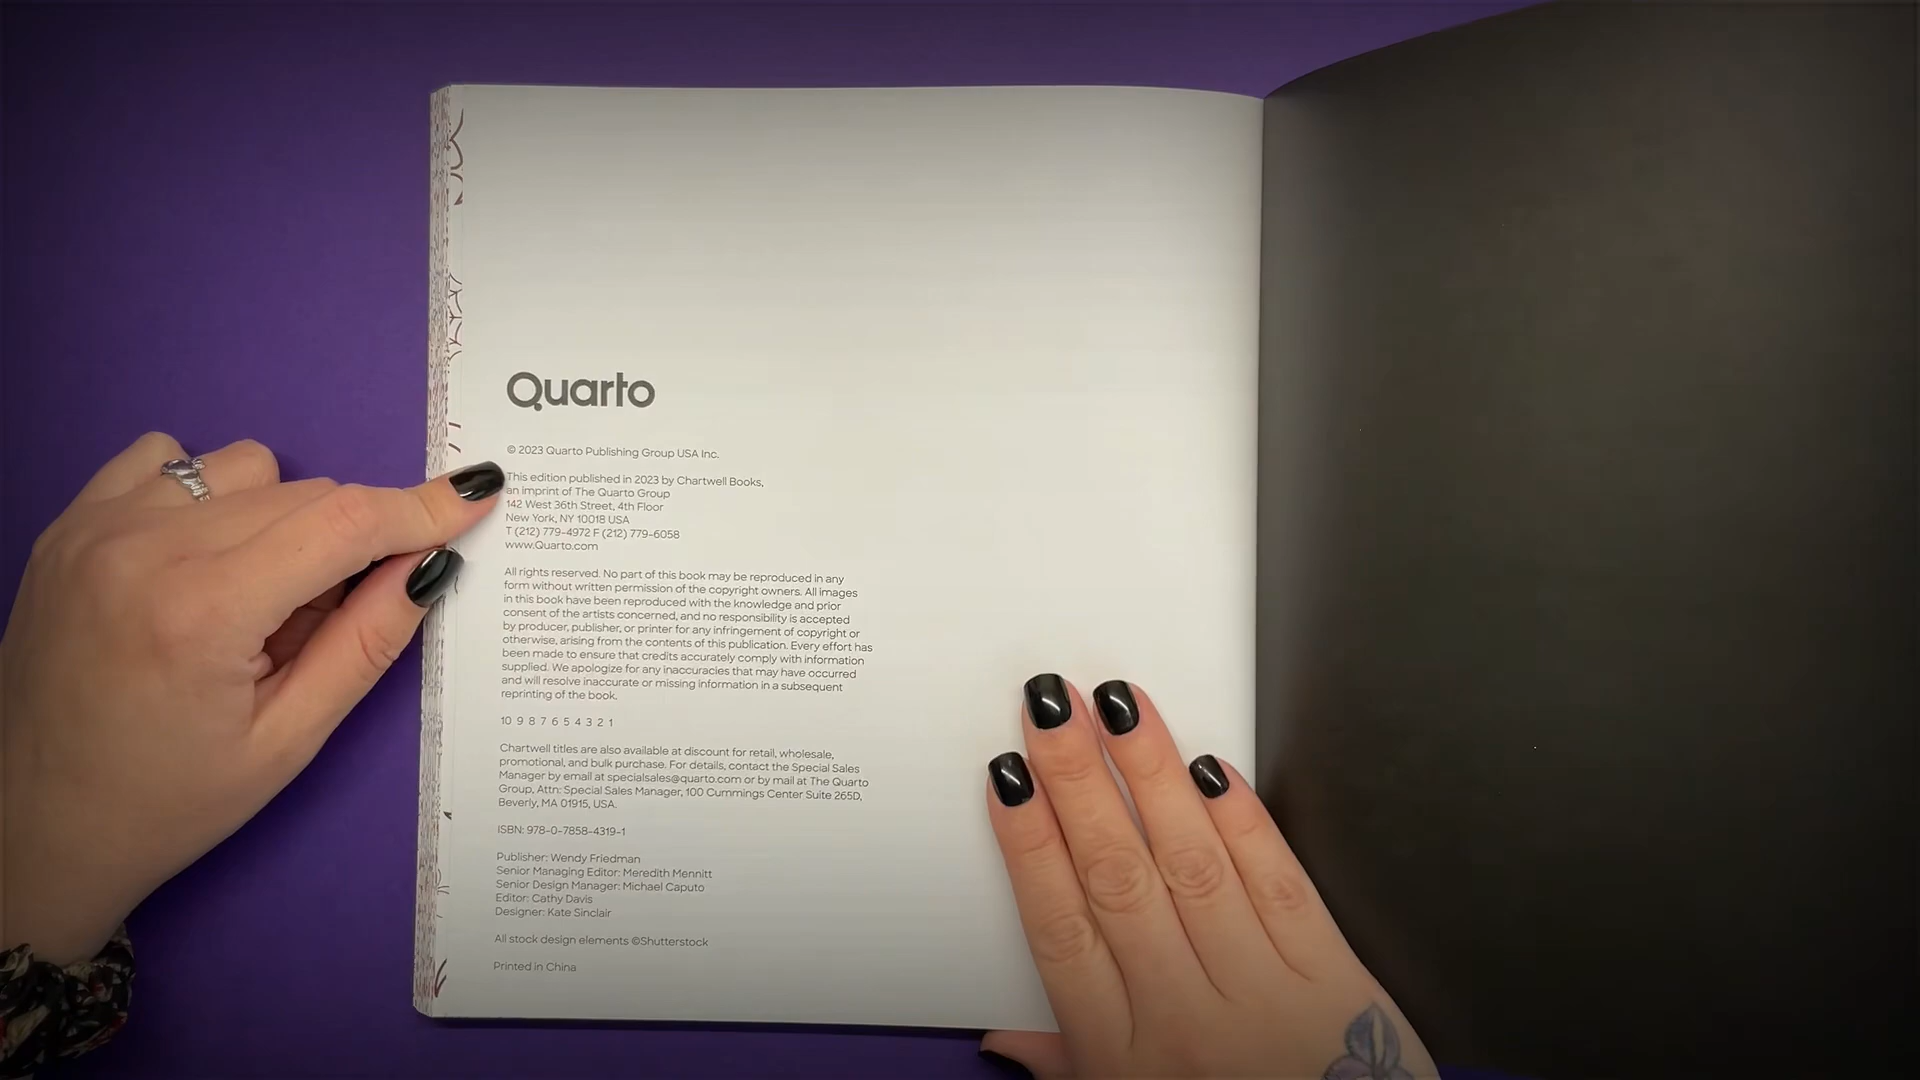 Quarto
© 2023 Quarto Publishing Group USA Inc.
This edition published in 2023 by Chartwell Books,
an imprint of The Quarto Group
142 West 36th Street, 4th Floor
New York, NY 10018 USA
T (212) 779-4972 F (212) 779-6058
www.Quarto.com
All rights reserved. No part of this book may be reproduced in any
form without written permission of the copyright owners. All images
in this book have been reproduced with the knowledge and prior
consent of the artists concerned, and no responsibility is accepted
by producer, publisher, or printer for any infringement of copyright or
otherwise, arising from the contents of this publication. Every effort has
been made to ensure that credits accurately comply with information
supplied. We apologize for any inaccuracies that may have occurred
and will resolve inaccurate or missing information in a subsequent
reprinting of the book.
10 9 8 7 6 5 4 3 2 1
Chartwell titles are also available at discount for retail, wholesale,
promotional, and bulk purchase. For details, contact the Special Sales
Manager by email at specialsales@quarto.com or by mail at The Quarto
Group, Attn: Special Sales Manager, 100 Cummings Center Suite 265D,
Beverly, MA 01915, USA.
ISBN: 978-0-7858-4319-1
Publisher: Wendy Friedman
Senior Managing Editor: Meredith Mennitt
Senior Design Manager: Michael Caputo
Editor: Cathy Davis
Designer: Kate Sinclair
All stock design elements ©Shutterstock
Printed in China